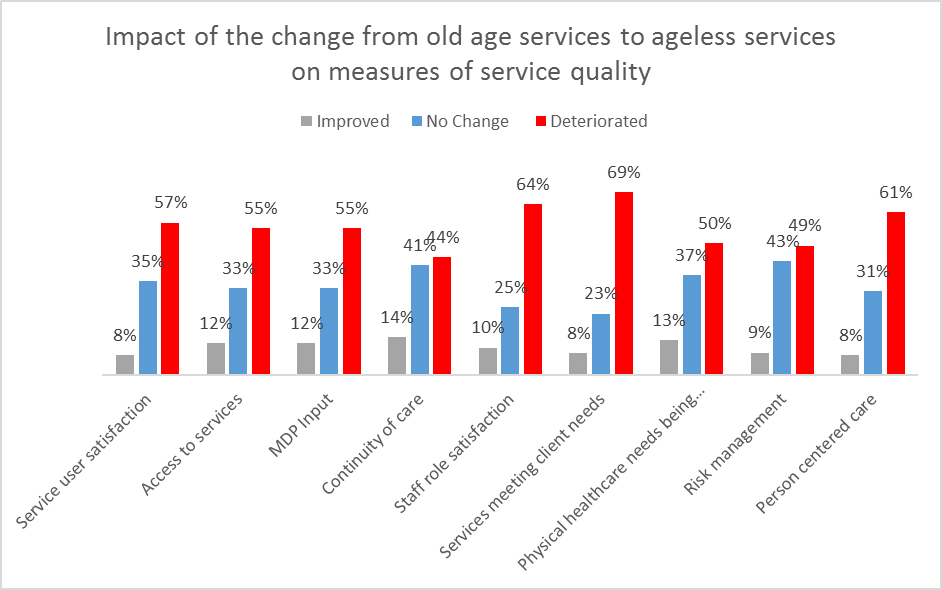 Impact of the change from old age services to ageless services
on measures of service quality
Improved No Change Deteriorated
8% 35% 57%
12% 33% 55%
12% 33% 55%
14% 41% 44%
10% 25% 64%
8% 23% 69%
13% 37% 50%
9% 43% 49%
8% 31% 61%
Service user satisfaction
Access to services
MDP Input
Continuity of care
Staff role satisfaction
Services meeting client needs
Physical healthcare needs being...
Risk management
Person centered care